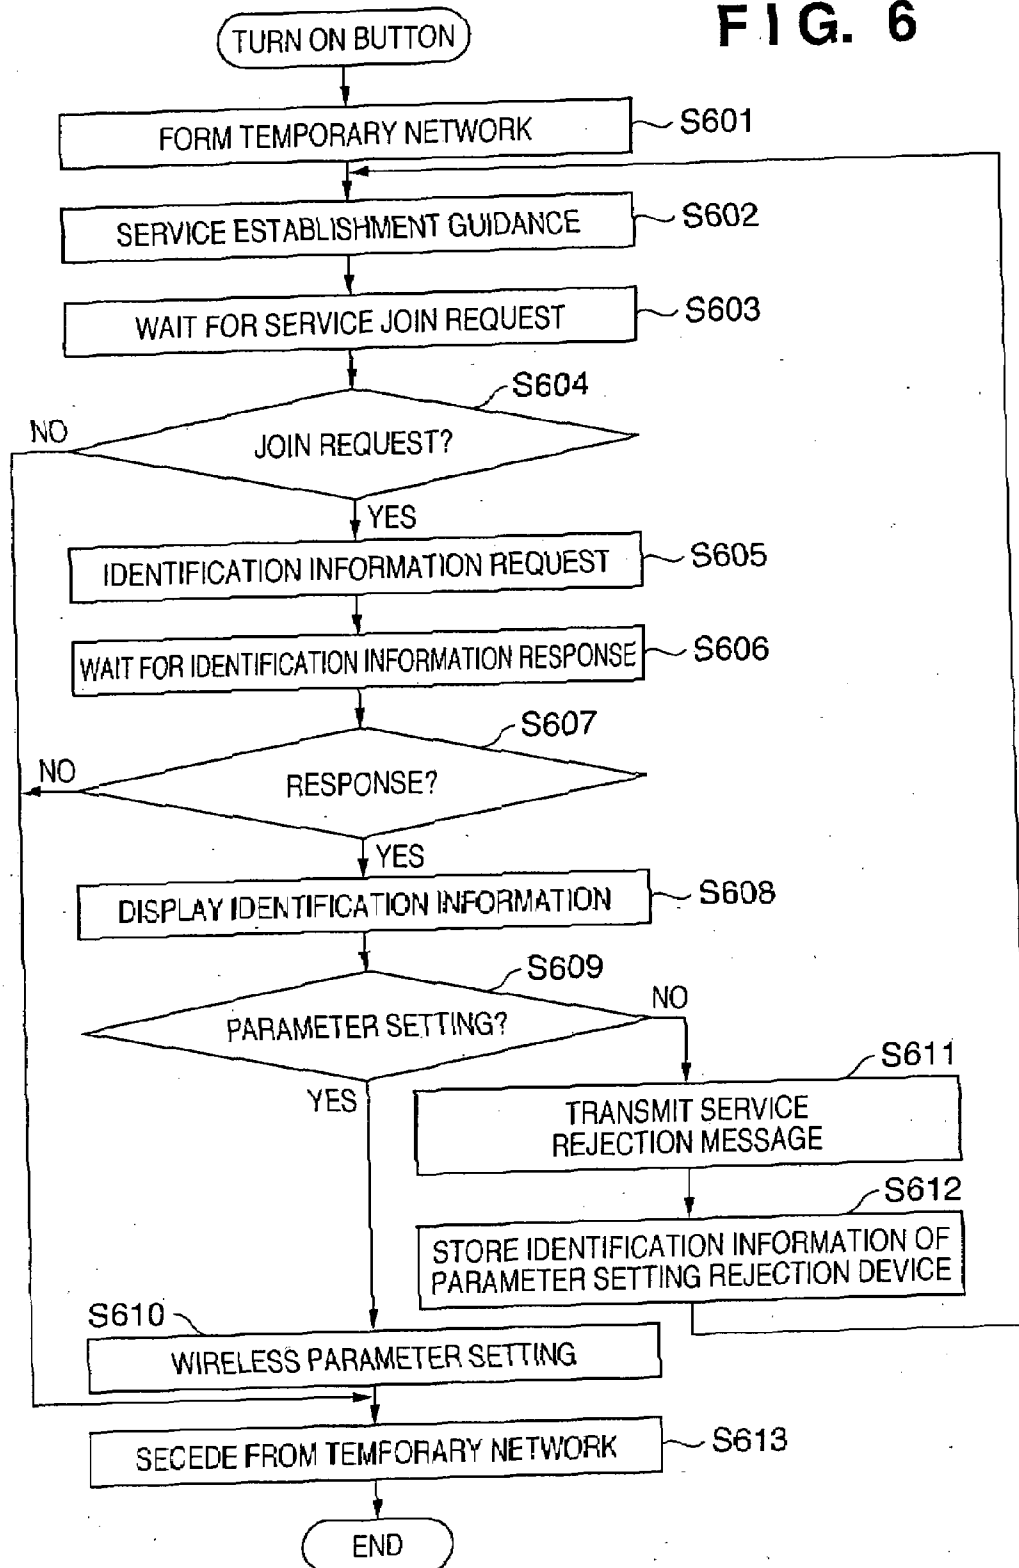 FIG. 6
TURN ON BUTTON
FORM TEMPORARY NETWORK
S601
SERVICE ESTABLISHMENT GUIDANCE
S602
WAIT FOR SERVICE JOIN REQUEST
S603
S604
NO
JOIN REQUEST?
YES
IDENTIFICATION INFORMATION REQUEST
S605
WAIT FOR IDENTIFICATION INFORMATION RESPONSE
S606
S607
NO
RESPONSE?
YES
DISPLAY IDENTIFICATION INFORMATION
S608
S609
NO
PARAMETER SETTING?
YES
S611
TRANSMIT SERVICE
REJECTION MESSAGE
S612
STORE IDENTIFICATION INFORMATION OF
PARAMETER SETTING REJECTION DEVICE
S610
WIRELESS PARAMETER SETTING
SECEDE FROM TEMPORARY NETWORK
S613
END